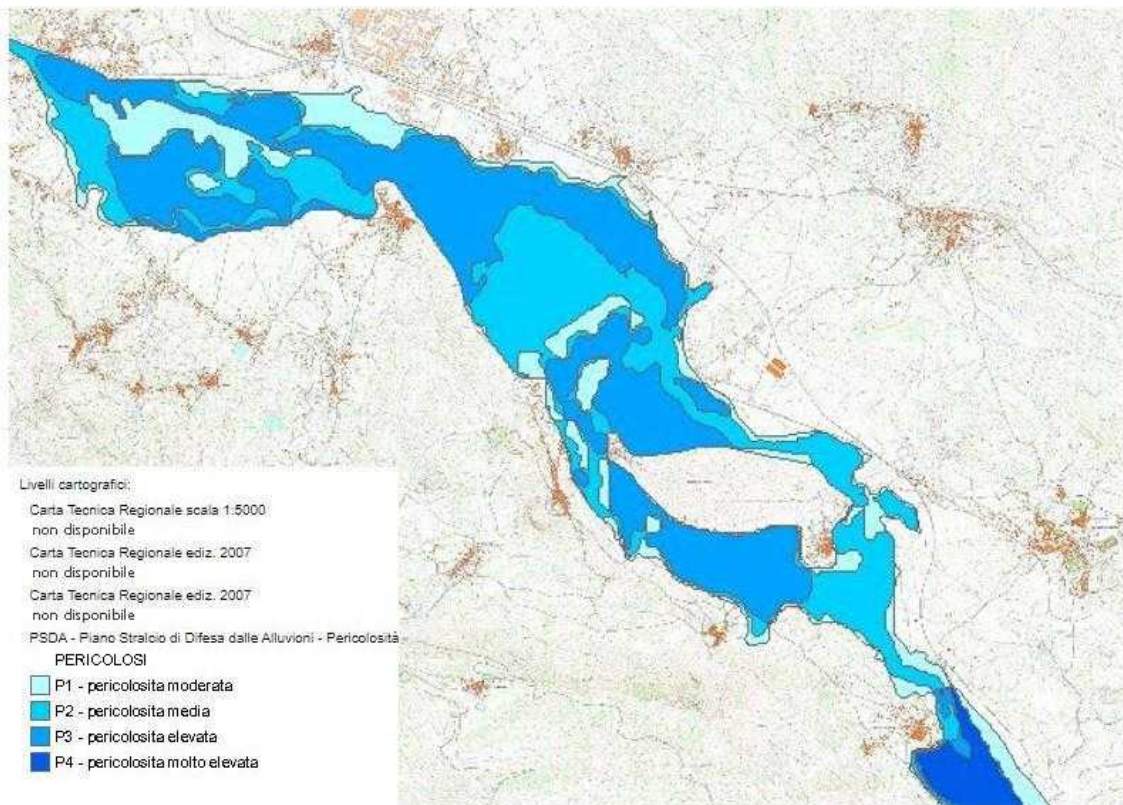 Livelli cartografici:
Carta Tecnica Regionale scala 1:5000
non disponibile
Carta Tecnica Regionale ediz. 2007
non disponibile
Carta Tecnica Regionale ediz. 2007
non disponibile
PSDA - Piano Stralcio di Difesa dalle Alluvioni - Pericolosità -
PERICOLOSI
P1 - pericolosita moderata
P2 - pericolosita media
P3 - pericolosita elevata
P4 - pericolosita molto elevata